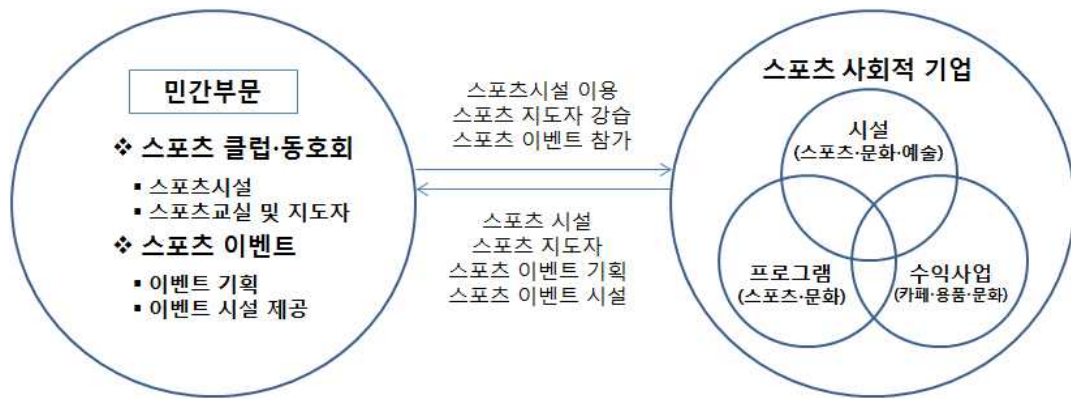 민간부문
❖ 스포츠 클럽·동호회
▪ 스포츠시설
▪ 스포츠교실 및 지도자
❖ 스포츠 이벤트
▪ 이벤트 기획
▪ 이벤트 시설 제공
스포츠시설 이용
스포츠 지도자 강습
스포츠 이벤트 참가
스포츠 시설
스포츠 지도자
스포츠 이벤트 기획
스포츠 이벤트 시설
스포츠 사회적 기업
시설
(스포츠·문화·예술)
프로그램
(스포츠·문화)
수익사업
(카페·용품·문화)